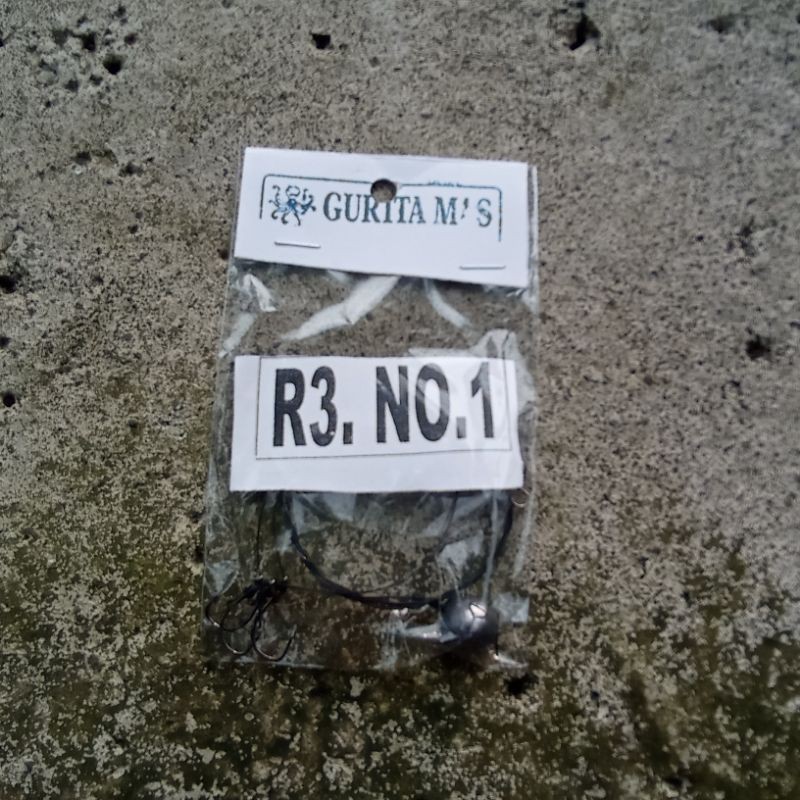 GURITA M' S
R3. NO.1